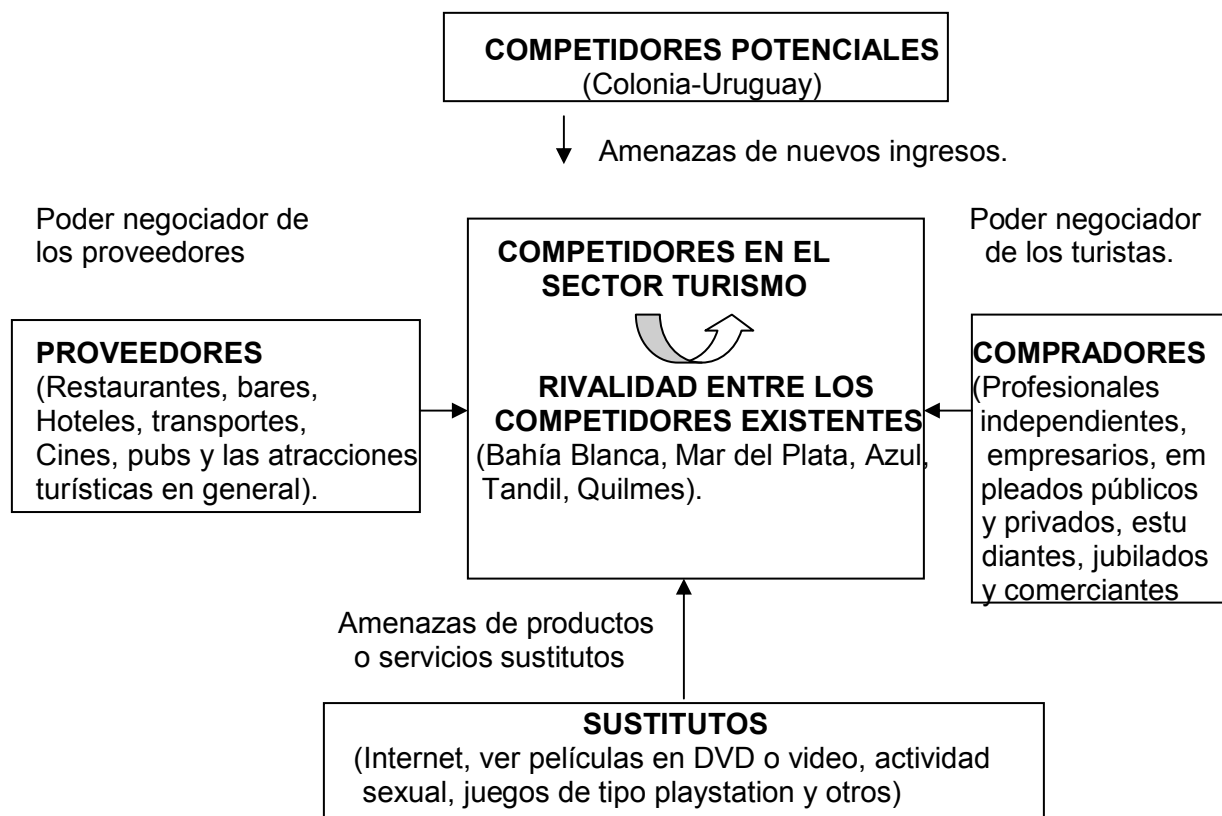 COMPETIDORES POTENCIALES
(Colonia-Uruguay)
Amenazas de nuevos ingresos.
Poder negociador de
los proveedores
Poder negociador
de los turistas.
COMPETIDORES EN EL
SECTOR TURISMO
RIVALIDAD ENTRE LOS
COMPETIDORES EXISTENTES
(Bahía Blanca, Mar del Plata, Azul,
Tandil, Quilmes).
PROVEEDORES
(Restaurantes, bares,
Hoteles, transportes,
Cines, pubs y las atracciones
turísticas en general).
COMPRADORES
(Profesionales
independientes,
empresarios, em
pleados públicos
y privados, estu
diantes, jubilados
y comerciantes
Amenazas de productos
o servicios sustitutos
SUSTITUTOS
(Internet, ver películas en DVD o video, actividad
sexual, juegos de tipo playstation y otros)